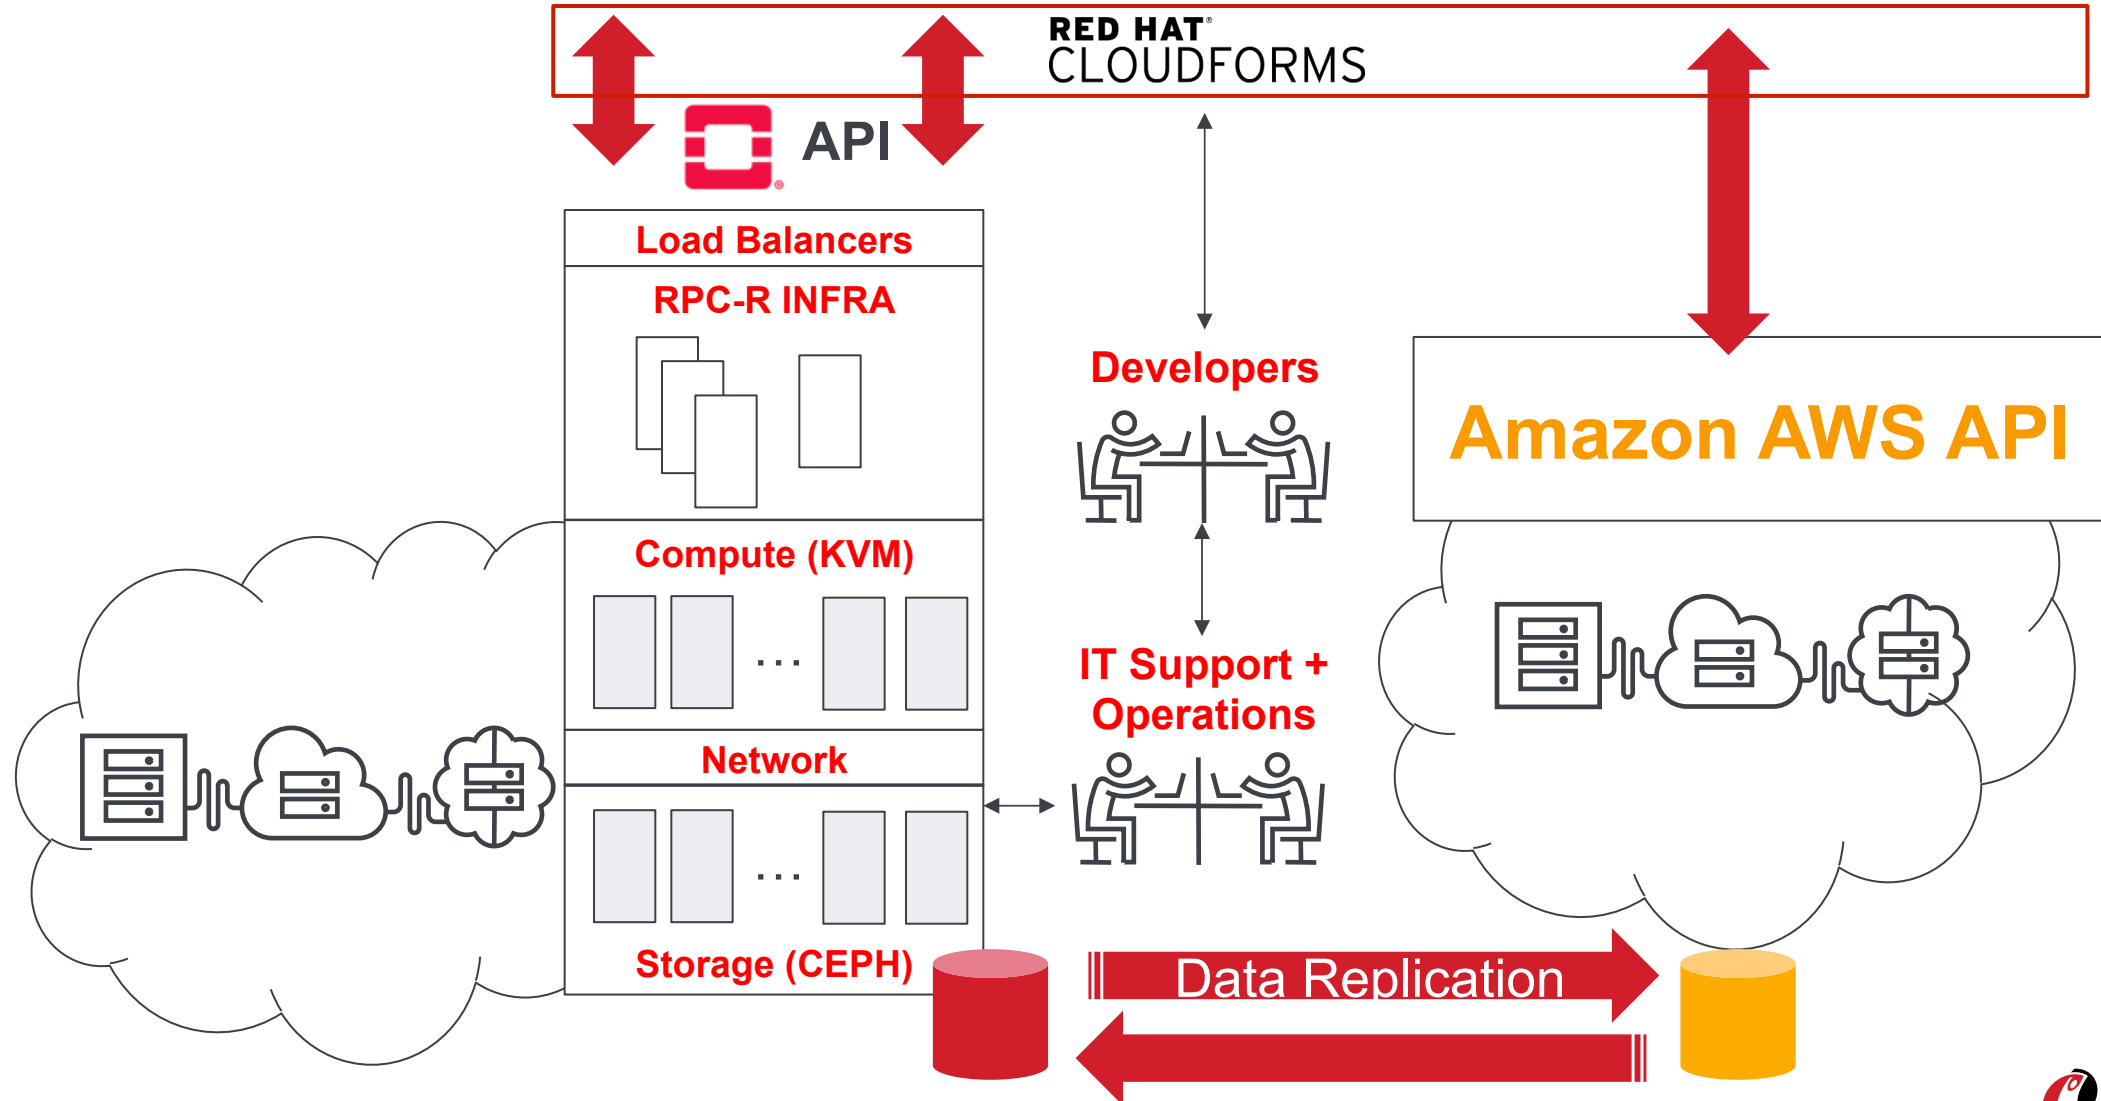 RED HAT®
CLOUDFORMS
API
Load Balancers
RPC-R INFRA
Developers
Amazon AWS API
Compute (KVM)
...
IT Support +
Operations
Network
...
Storage (CEPH)
Data Replication